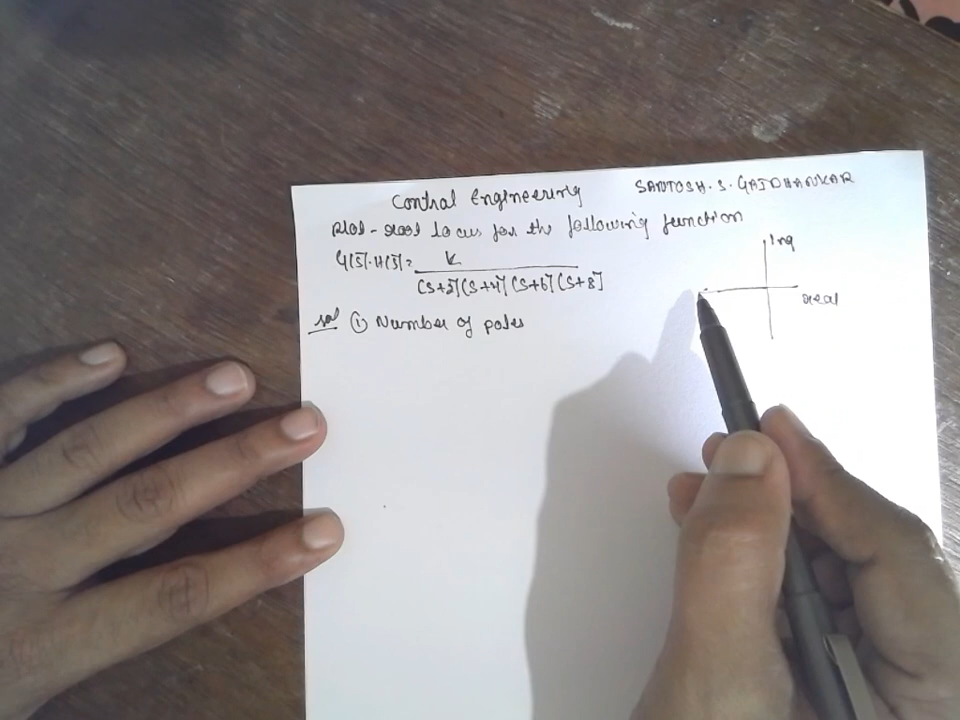 Control Engineering
SANTOSH. S. GAIDHANKAR
Plot-root locus for the following function
G(s)·H(s)= K
(s+2)(s+4)(s+6)(s+8)
Sol ① Number of poles
Img
real